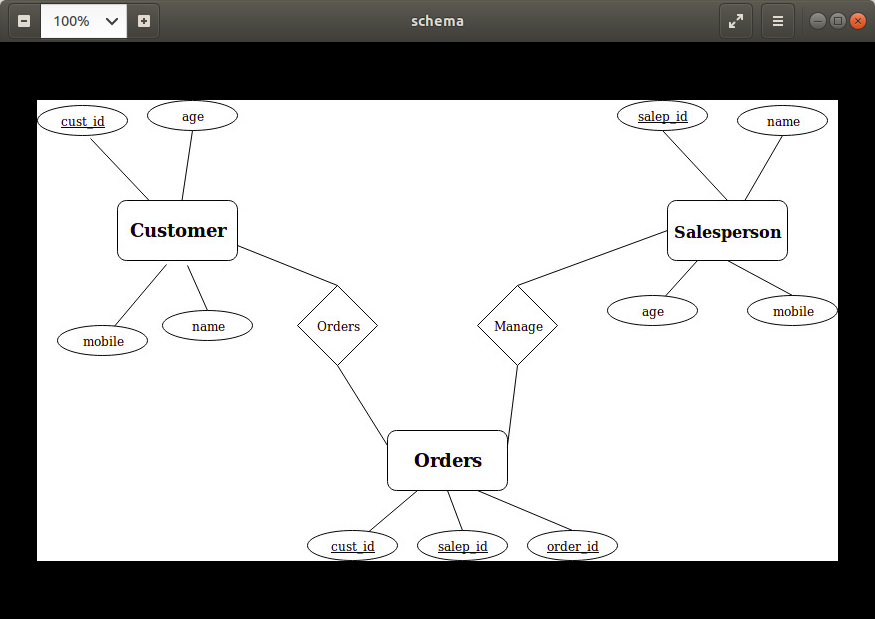 100%
schema
cust_id
age
salep_id
name
Customer
Salesperson
mobile
name
Orders
Manage
age
mobile
Orders
cust_id
salep_id
order_id